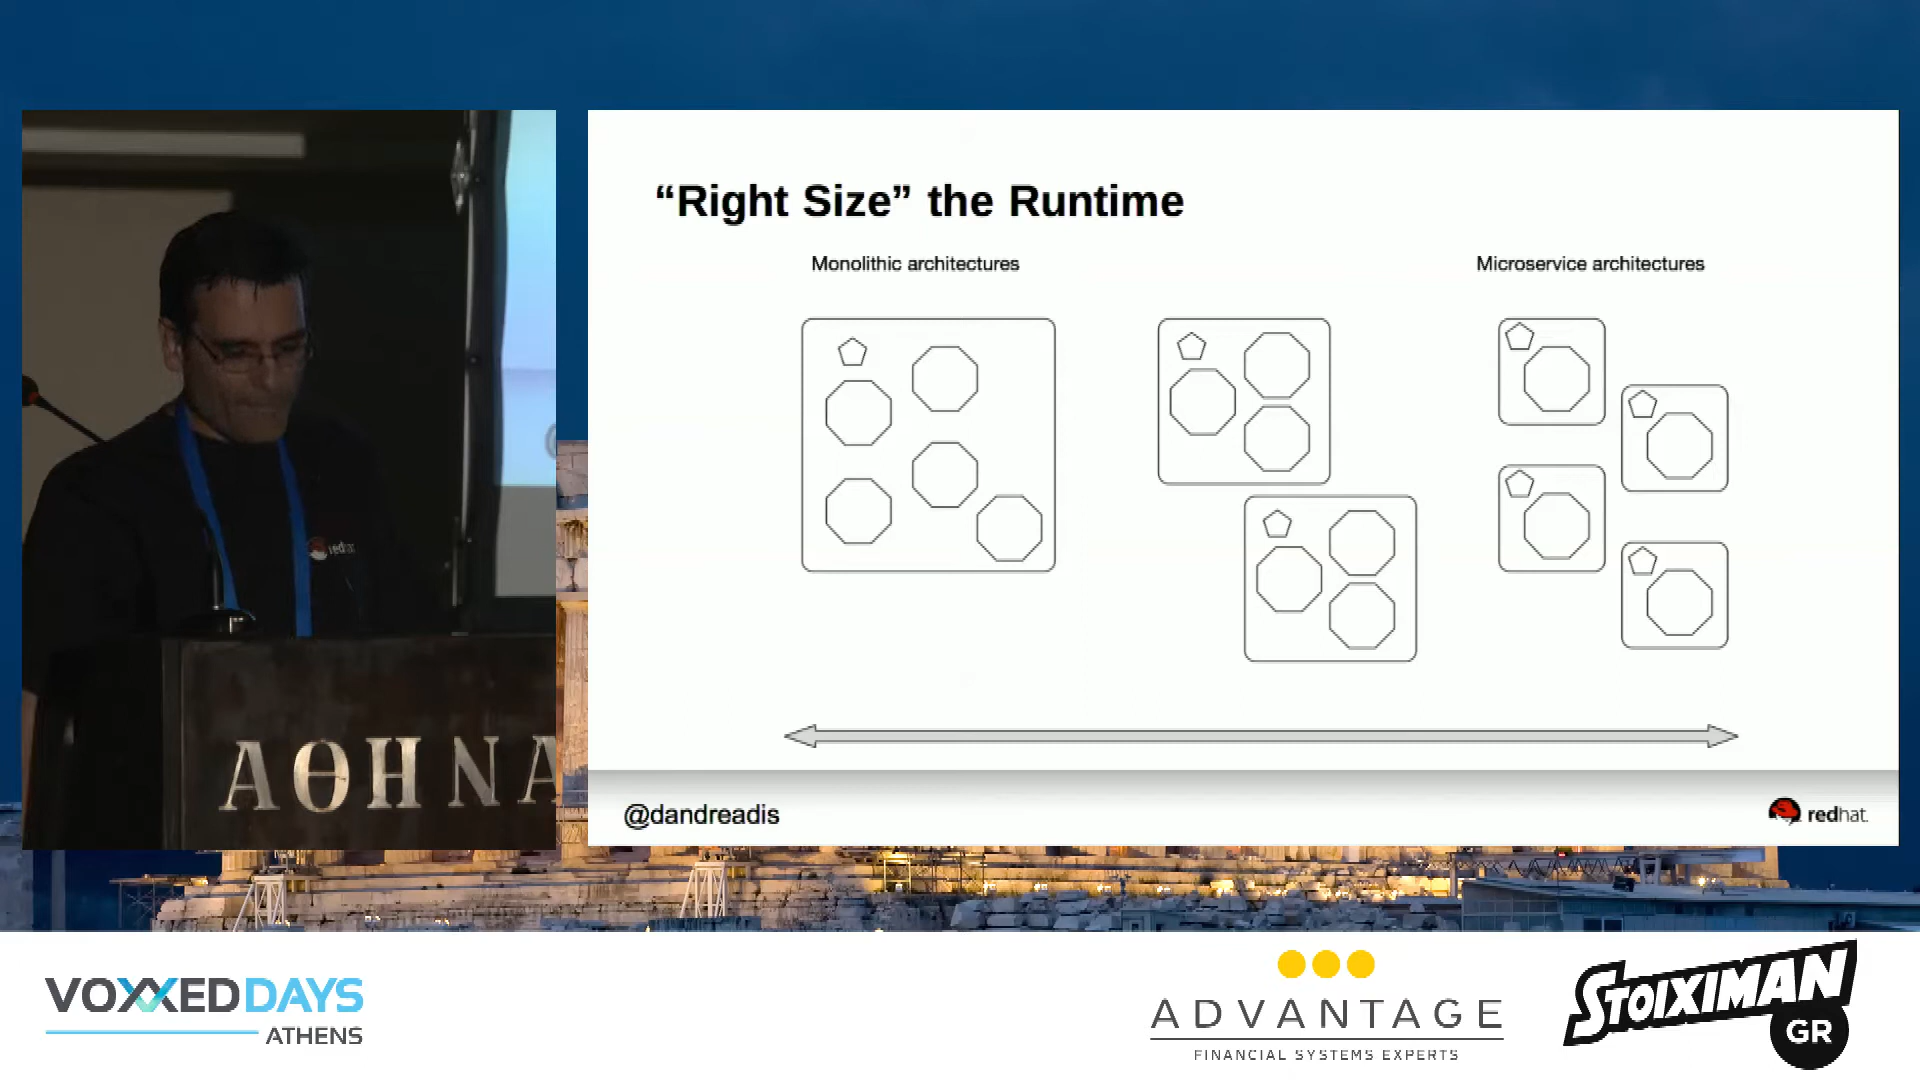 “Right Size” the Runtime
Monolithic architectures
Microservice architectures
redhat
ΑΘΗΝΑ
@dandreadis
redhat.
VOXXEDDAYS
ATHENS
ADVANTAGE
FINANCIAL SYSTEMS EXPERTS
STOIXIMAN
GR